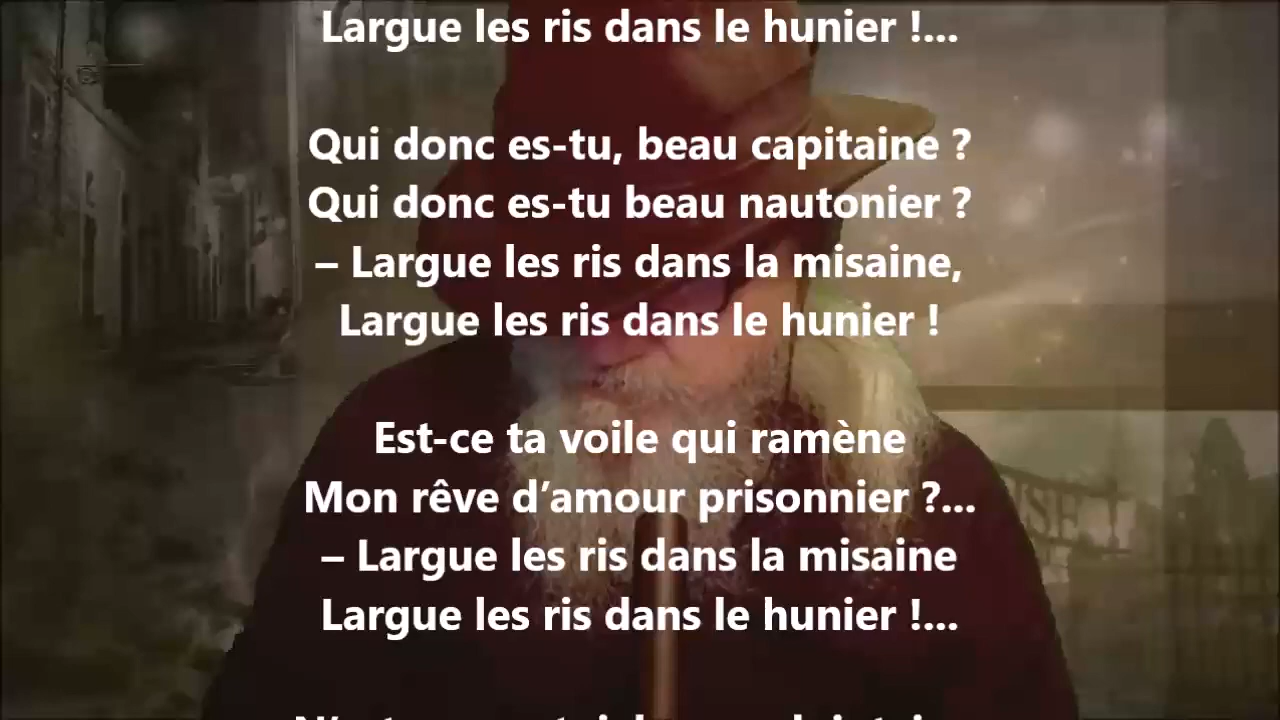 Largue les ris dans le hunier !...
Qui donc es-tu, beau capitaine ?
Qui donc es-tu beau nautonier ?
– Largue les ris dans la misaine,
Largue les ris dans le hunier !
Est-ce ta voile qui ramène
Mon rêve d’amour prisonnier ?...
– Largue les ris dans la misaine
Largue les ris dans le hunier !...